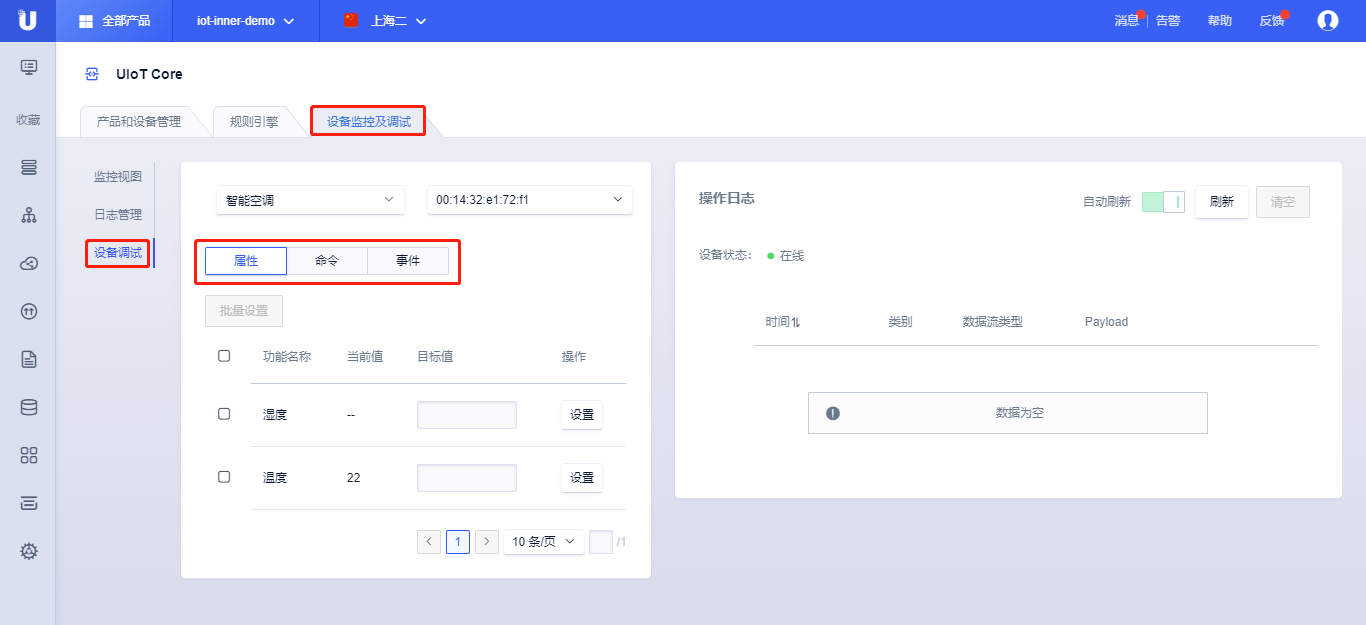 全部产品
iot-inner-demo
上海二
消息
告警
帮助
反馈
收藏
UIoT Core
产品和设备管理
规则引擎
设备监控及调试
监控视图
日志管理
设备调试
智能空调
00:14:32:e1:72:f1
属性
命令
事件
批量设置
功能名称 当前值 目标值 操作
湿度 -- 设置
温度 22 设置
1
10 条/页
/1
操作日志
自动刷新
刷新
清空
设备状态: 在线
时间 类别 数据流类型 Payload
数据为空